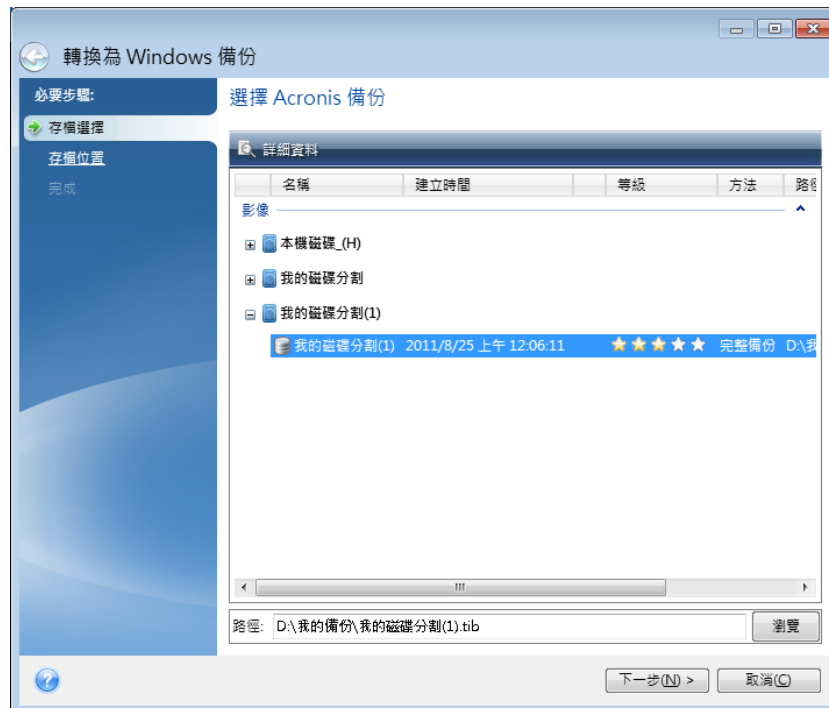 轉換為 Windows 備份
必要步驟:
存檔選擇
存檔位置
完成
選擇 Acronis 備份
詳細資料
名稱 建立時間 等級 方法 路徑
影像
本機磁碟_(H)
我的磁碟分割
我的磁碟分割(1)
我的磁碟分割(1) 2011/8/25 上午 12:06:11 完整備份 D:\我
路徑: D:\我的備份\我的磁碟分割(1).tib 瀏覽
下一步(N) > 取消(C)